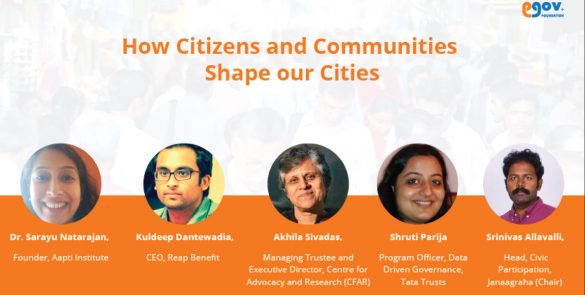 egov.
FOUNDATION
How Citizens and Communities
Shape our Cities
Dr. Sarayu Natarajan,
Founder, Aapti Institute
Kuldeep Dantewadia,
CEO, Reap Benefit
Akhila Sivadas,
Managing Trustee and
Executive Director, Centre for
Advocacy and Research (CFAR)
Shruti Parija
Program Officer, Data
Driven Governance,
Tata Trusts
Srinivas Allavalli,
Head, Civic
Participation,
Janaagraha (Chair)